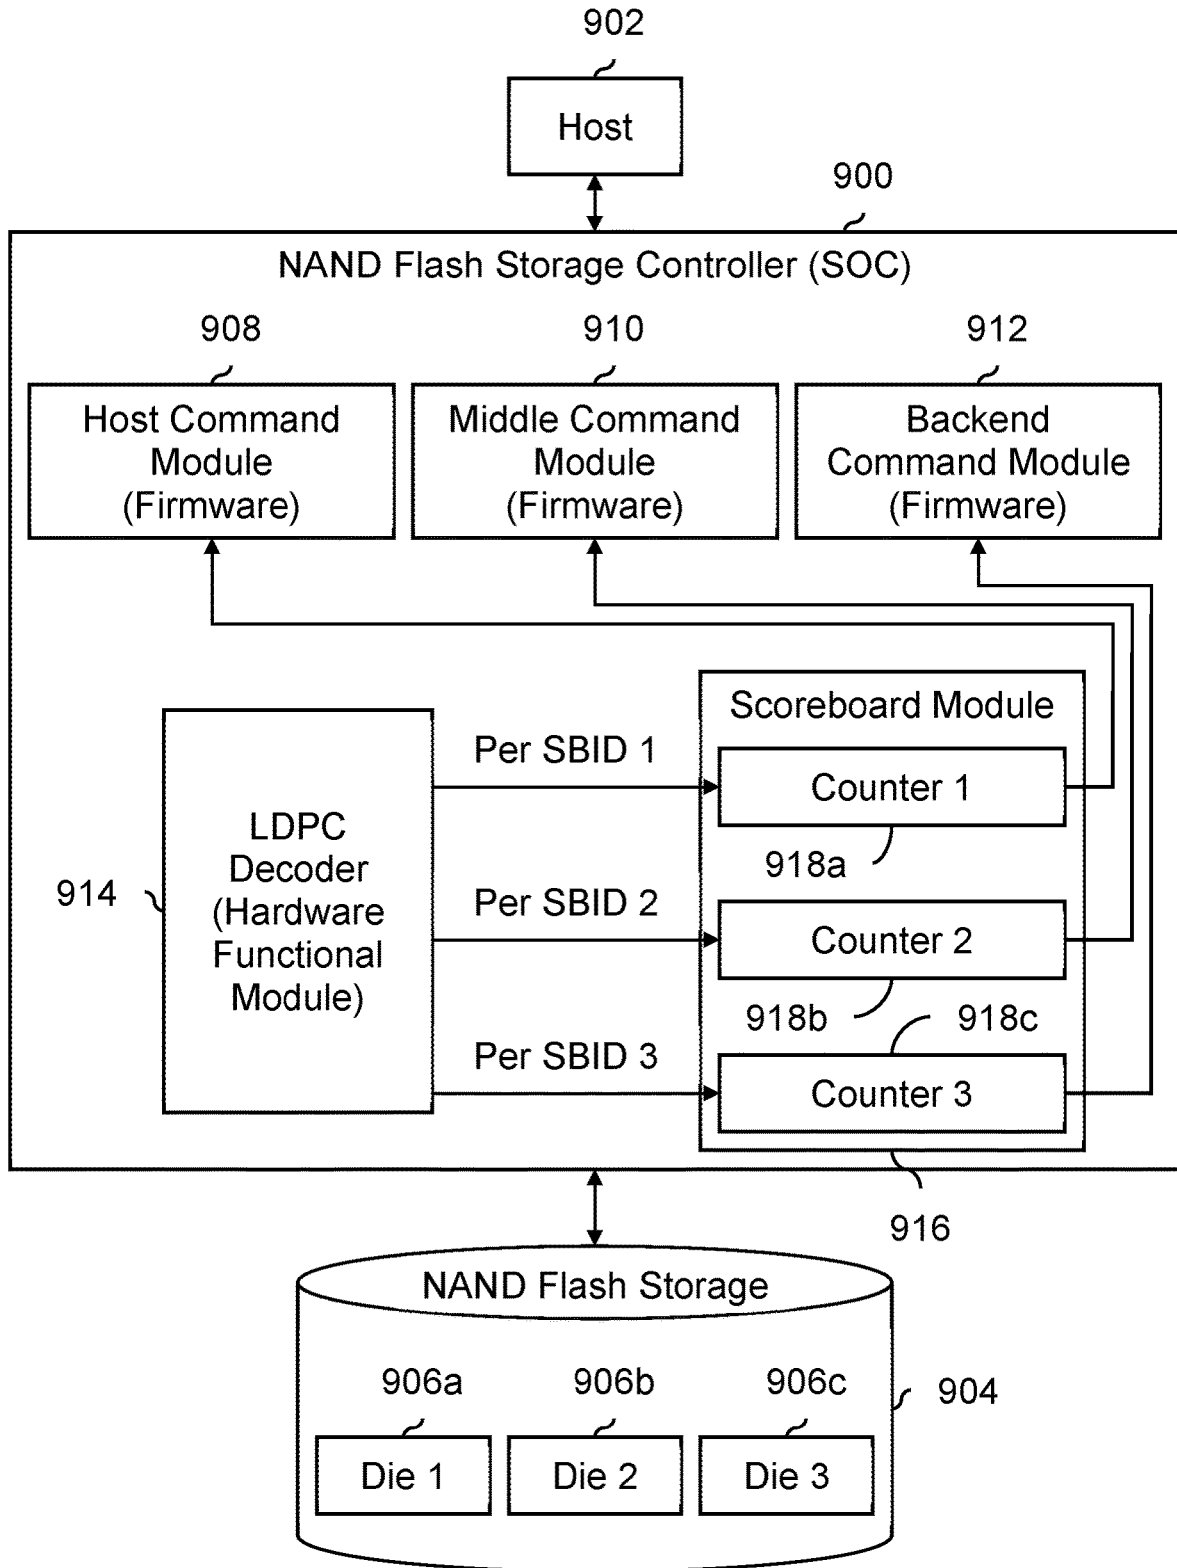 902
Host
900
NAND Flash Storage Controller (SOC)
908
910
912
Host Command
Module
(Firmware)
Middle Command
Module
(Firmware)
Backend
Command Module
(Firmware)
Scoreboard Module
Per SBID 1
Counter 1
918a
LDPC
Decoder
(Hardware
Functional
Module)
914
Per SBID 2
Counter 2
918b
918c
Per SBID 3
Counter 3
916
NAND Flash Storage
906a
906b
906c
904
Die 1
Die 2
Die 3